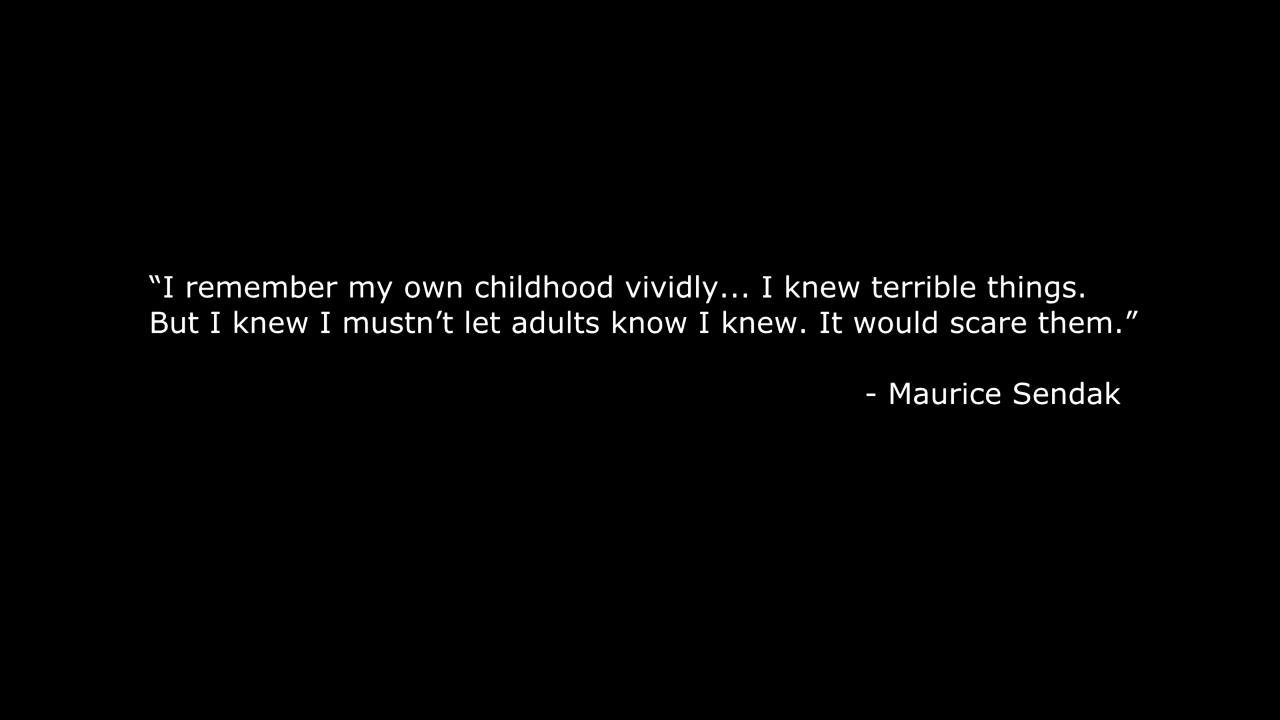 “I remember my own childhood vividly... I knew terrible things.
But I knew I mustn’t let adults know I knew. It would scare them.”
- Maurice Sendak